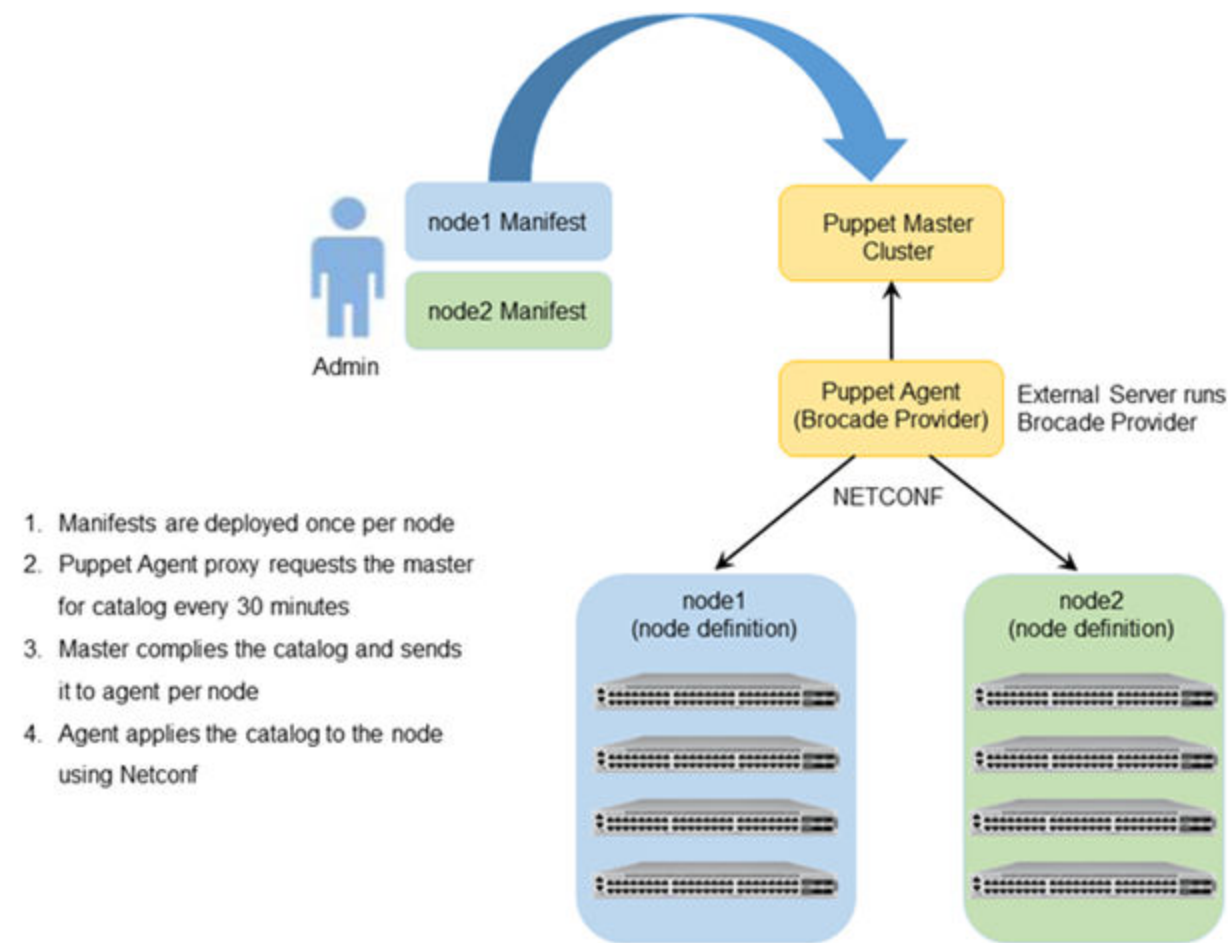 node1 Manifest
node2 Manifest
Admin
Puppet Master
Cluster
Puppet Agent
(Brocade Provider)
External Server runs
Brocade Provider
NETCONF
1. Manifests are deployed once per node
2. Puppet Agent proxy requests the master
for catalog every 30 minutes
3. Master complies the catalog and sends
it to agent per node
4. Agent applies the catalog to the node
using Netconf
node1
(node definition)
node2
(node definition)